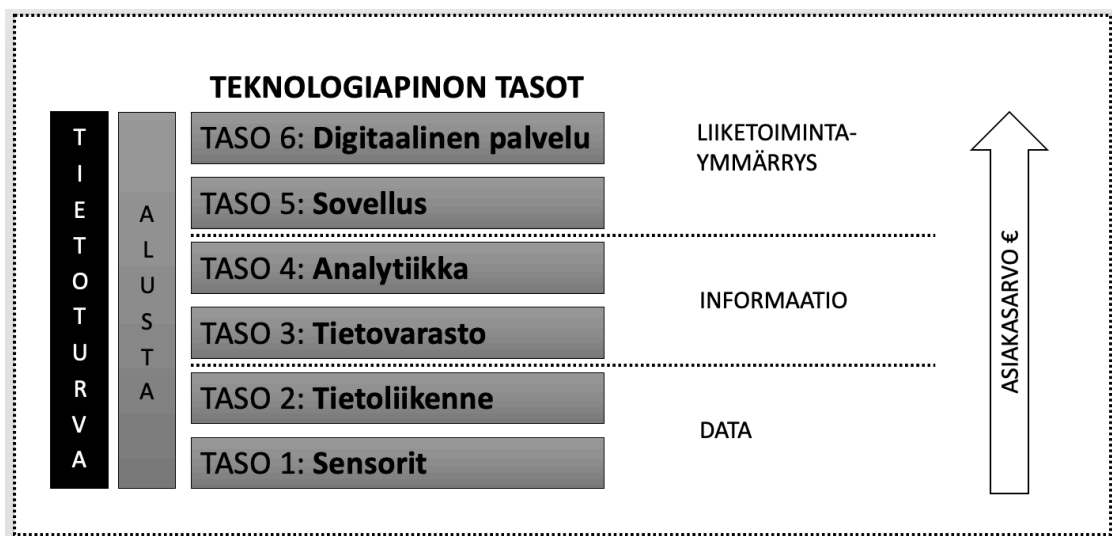 TEKNOLOGIAPINON TASOT
TIETOTURVA
ALUSTA
TASO 6: Digitaalinen palvelu
TASO 5: Sovellus
TASO 4: Analytiikka
TASO 3: Tietovarasto
TASO 2: Tietoliikenne
TASO 1: Sensorit
LIIKETOIMINTA-
YMMÄRRYS
INFORMAATIO
DATA
ASIAKASARVO €